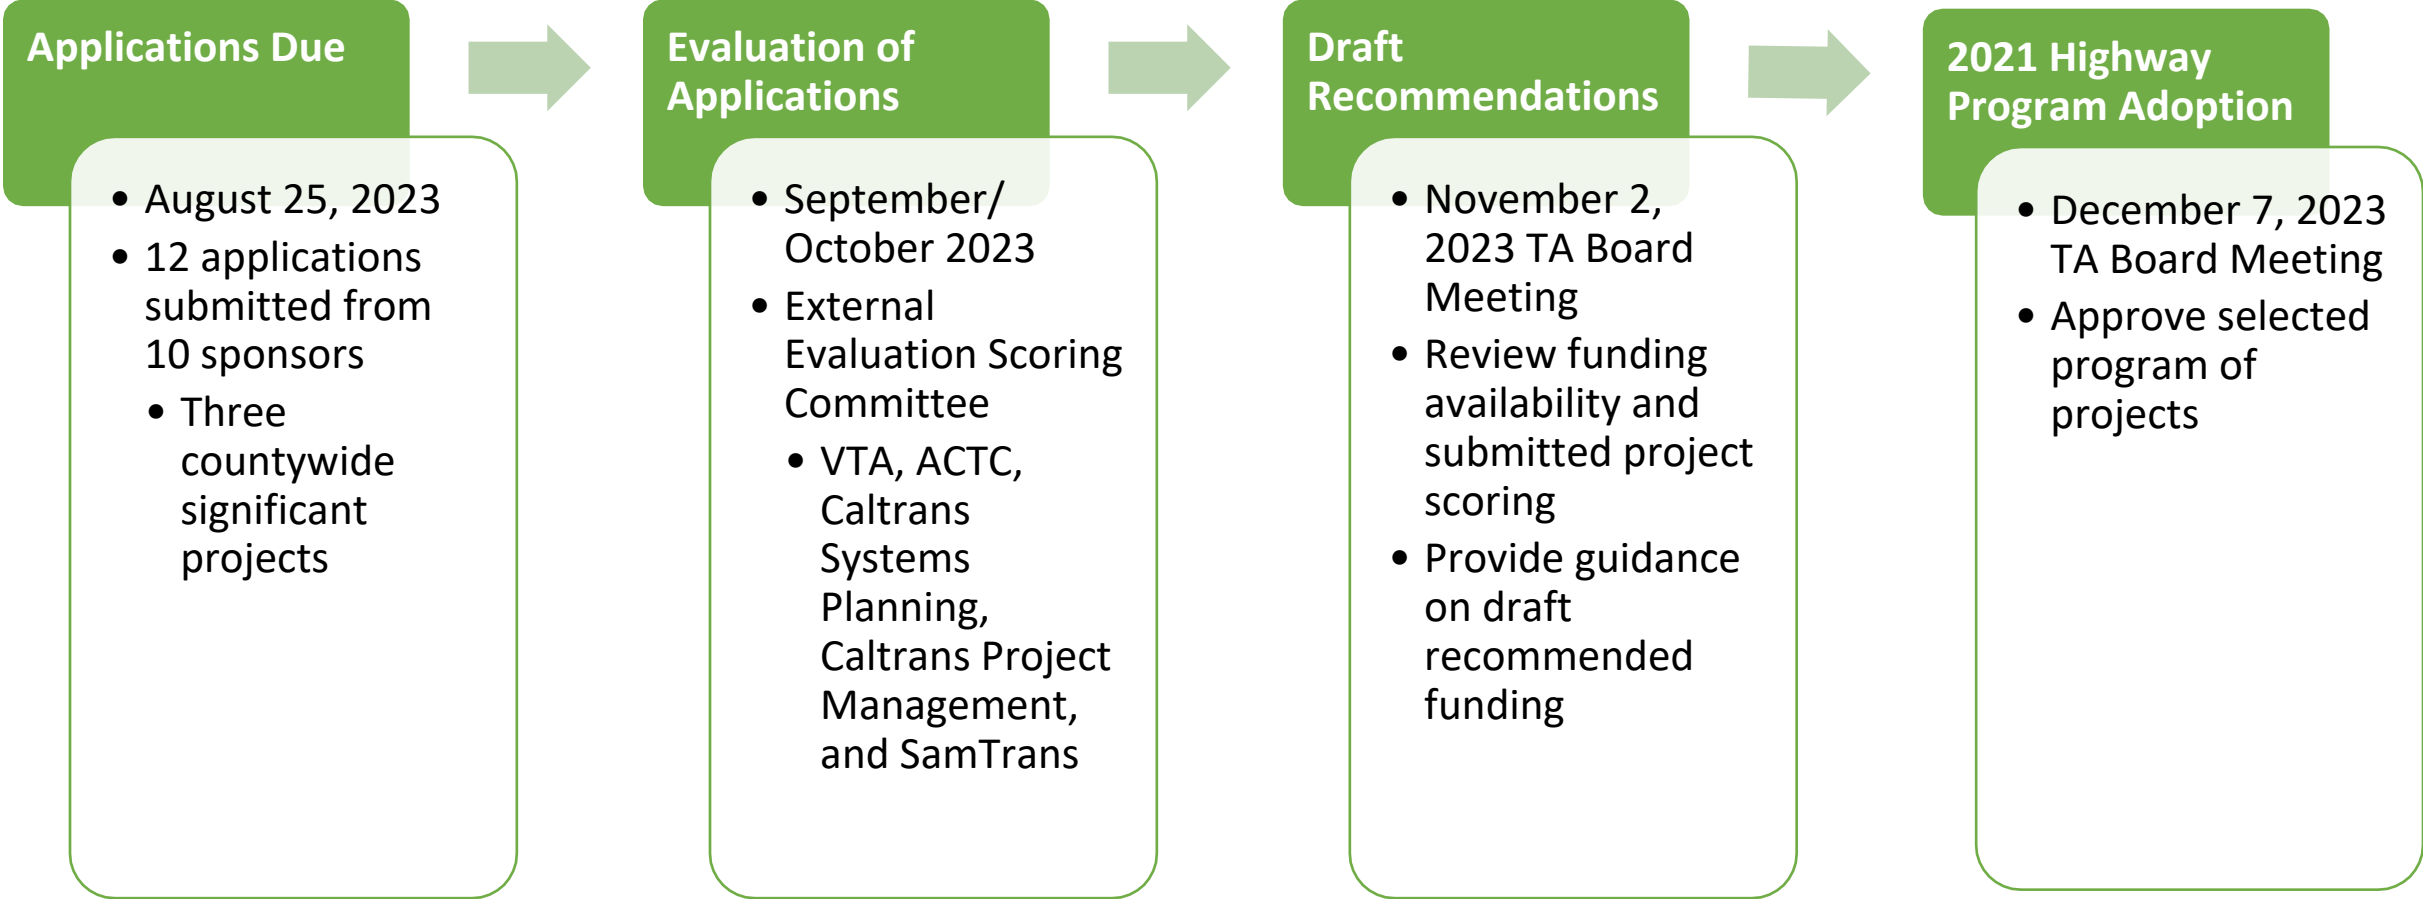 Applications Due
• August 25, 2023
• 12 applications
submitted from
10 sponsors
• Three
countywide
significant
projects
Evaluation of
Applications
• September/
October 2023
• External
Evaluation Scoring
Committee
• VTA, ACTC,
Caltrans
Systems
Planning,
Caltrans Project
Management,
and SamTrans
Draft
Recommendations
• November 2,
2023 TA Board
Meeting
• Review funding
availability and
submitted project
scoring
• Provide guidance
on draft
recommended
funding
2021 Highway
Program Adoption
• December 7, 2023
TA Board Meeting
• Approve selected
program of
projects